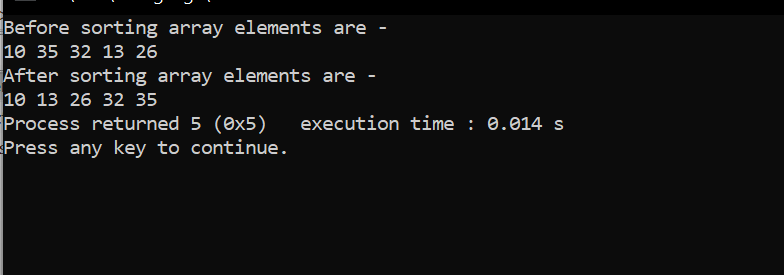 Before sorting array elements are -
10 35 32 13 26
After sorting array elements are -
10 13 26 32 35
Process returned 5 (0x5)   execution time : 0.014 s
Press any key to continue.